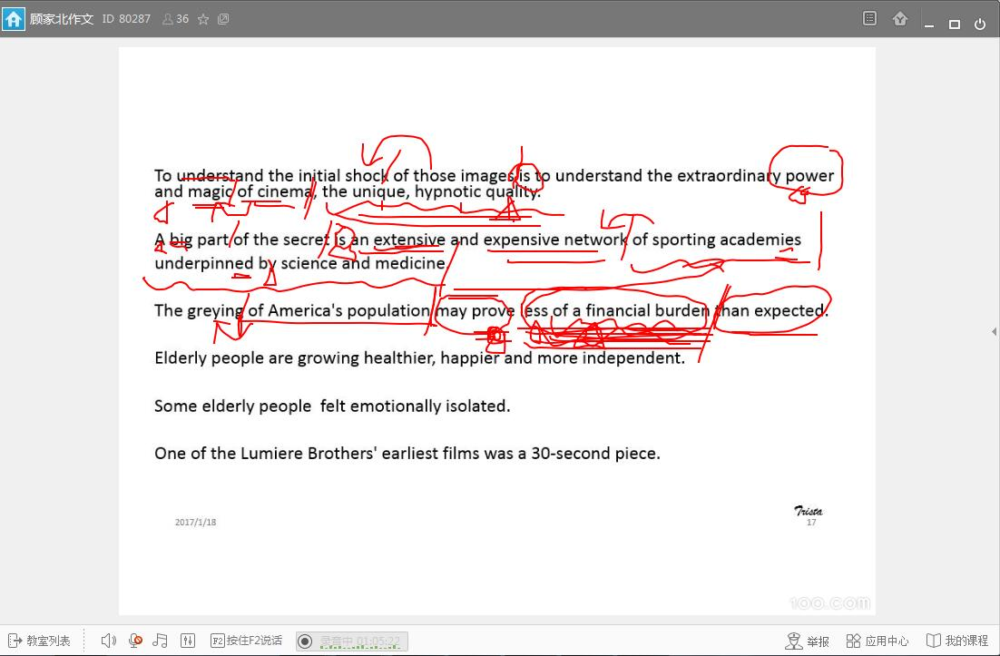 顾家北作文 ID 80287 36
To understand the initial shock of those images is to understand the extraordinary power
and magic of cinema, the unique, hypnotic quality.
A big part of the secret is an extensive and expensive network of sporting academies
underpinned by science and medicine.
The greying of America's population may prove less of a financial burden than expected.
Elderly people are growing healthier, happier and more independent.
Some elderly people felt emotionally isolated.
One of the Lumiere Brothers' earliest films was a 30-second piece.
Trista
2017/1/18 17
100.com
教室列表 F2 按住F2说话 录音中 01:05:22 举报 应用中心 我的课程